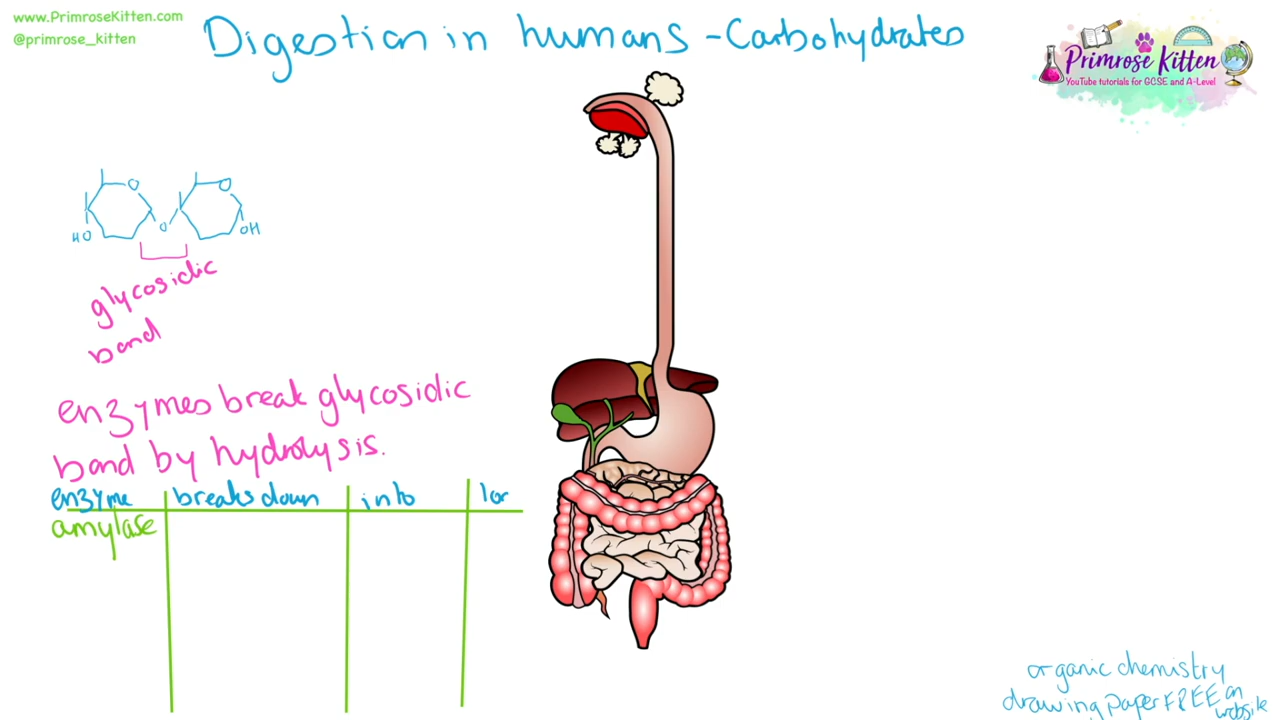 www.PrimroseKitten.com
@primrose_kitten
Digestion in humans - Carbohydrates
Primrose Kitten
YouTube tutorials for GCSE and A-Level
O
O
O
HO
OH
glycosidic
bond
enzymes break glycosidic
bond by hydrolysis.
enzyme breaks down into lor
amylase
organic chemistry
drawing paper FREE on
website